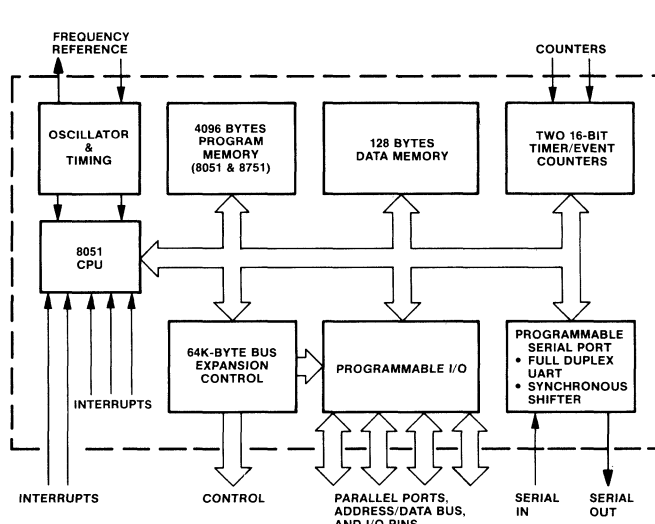 FREQUENCY
REFERENCE
COUNTERS
OSCILLATOR
&
TIMING
4096 BYTES
PROGRAM
MEMORY
(8051 & 8751)
128 BYTES
DATA MEMORY
TWO 16-BIT
TIMER/EVENT
COUNTERS
8051
CPU
64K-BYTE BUS
EXPANSION
CONTROL
PROGRAMMABLE I/O
PROGRAMMABLE
SERIAL PORT
• FULL DUPLEX
UART
• SYNCHRONOUS
SHIFTER
INTERRUPTS
INTERRUPTS
CONTROL
PARALLEL PORTS,
ADDRESS/DATA BUS,
AND I/O PINS
SERIAL
IN
SERIAL
OUT